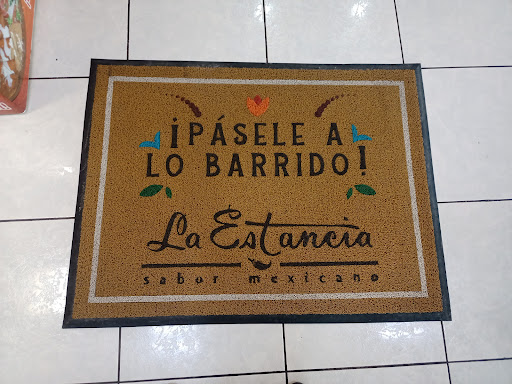 ¡PÁSELE A
LO BARRIDO!
La Estancia
sabor mexicano